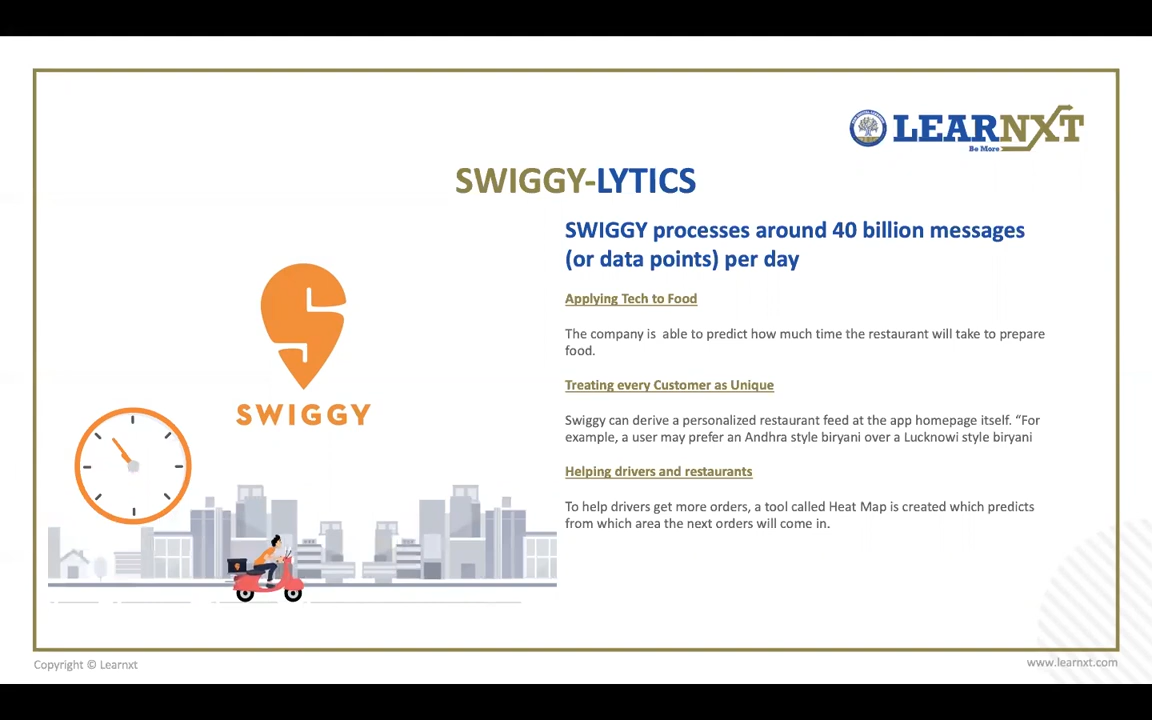 LEARNXT
Be More
SWIGGY-LYTICS
SWIGGY processes around 40 billion messages
(or data points) per day
Applying Tech to Food
The company is  able to predict how much time the restaurant will take to prepare
food.
Treating every Customer as Unique
Swiggy can derive a personalized restaurant feed at the app homepage itself. “For
example, a user may prefer an Andhra style biryani over a Lucknowi style biryani
Helping drivers and restaurants
To help drivers get more orders, a tool called Heat Map is created which predicts
from which area the next orders will come in.
SWIGGY
Copyright © Learnxt
www.learnxt.com